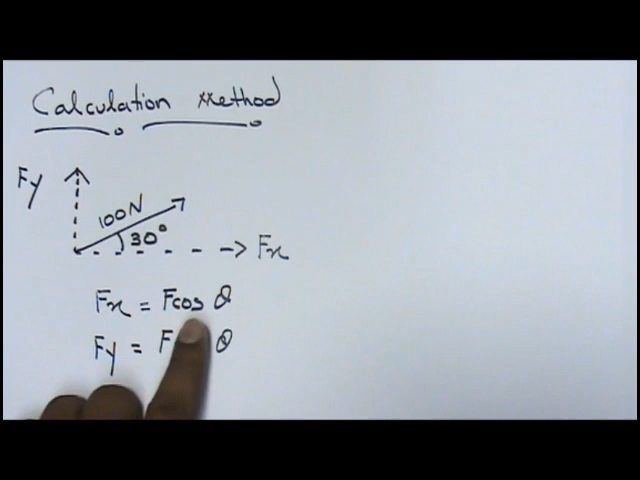 Calculation Method
Fy
100N
30°
Fx
Fx = Fcos θ
Fy = F θ